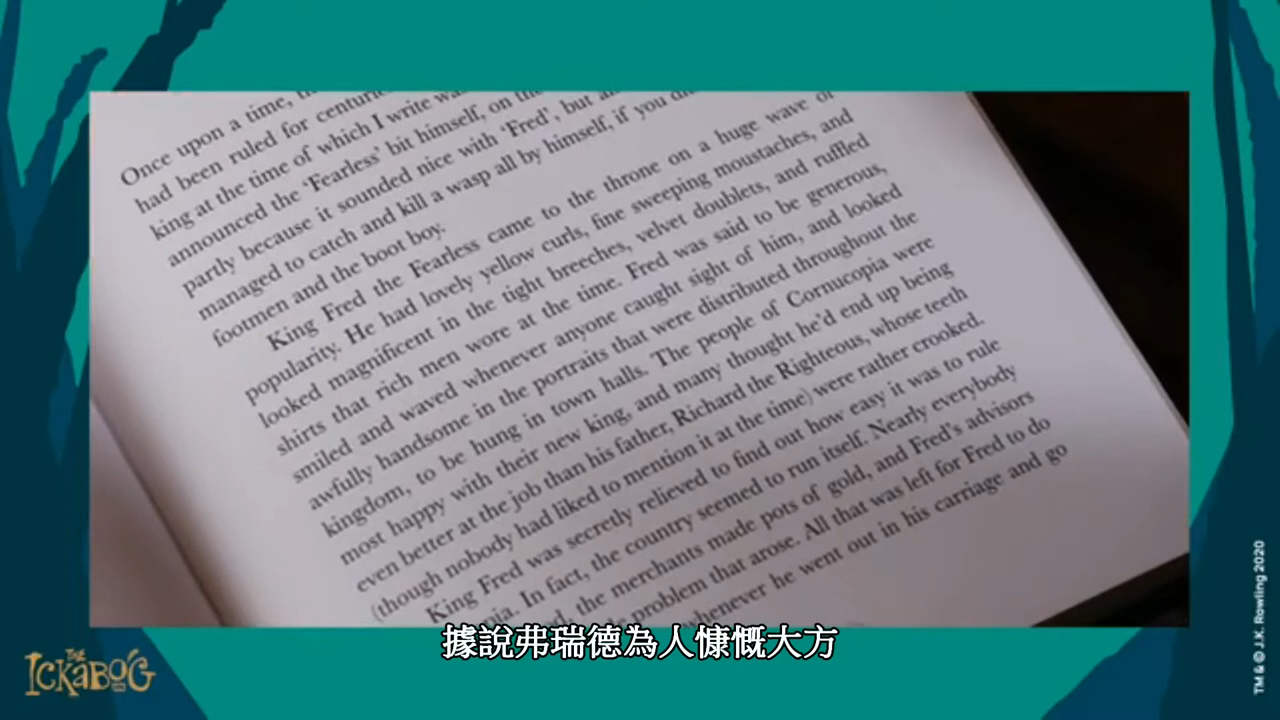 Once upon a time,
had been ruled for
king at the time of which I write
announced the ‘Fearless’ bit himself, on
partly because it sounded nice with ‘Fred’, but
managed to catch and kill a wasp all by himself, if you
footmen and the boot boy.
King Fred the Fearless came to the throne on a huge wave of
popularity. He had lovely yellow curls, fine sweeping moustaches, and
looked magnificent in the tight breeches, velvet doublets, and ruffled
shirts that rich men wore at the time. Fred was said to be generous,
smiled and waved whenever anyone caught sight of him, and looked
awfully handsome in the portraits that were distributed throughout the
kingdom, to be hung in town halls. The people of Cornucopia were
most happy with their new king, and many thought he’d end up being
even better at the job than his father, Richard the Righteous, whose teeth
(though nobody had liked to mention it at the time) were rather crooked.
King Fred was secretly relieved to find out how easy it was to rule
In fact, the country seemed to run itself. Nearly everybody
the merchants made pots of gold, and Fred’s advisors
problem that arose. All that was left for Fred to do
whenever he went out in his carriage and go
據說弗瑞德為人慷慨大方
THE
ICKABOG
TM & © J.K. Rowling 2020